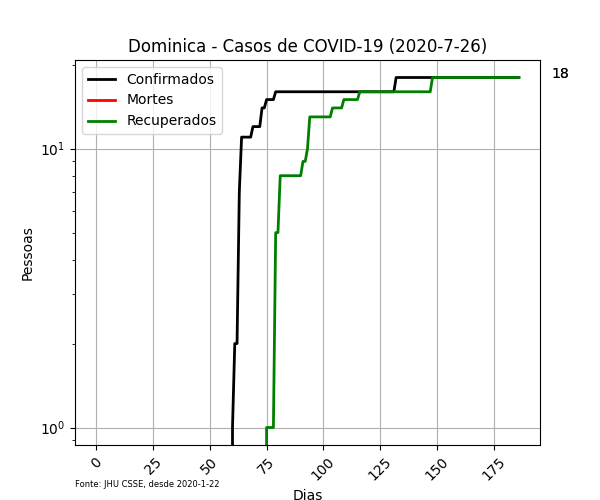 Dominica - Casos de COVID-19 (2020-7-26)
Confirmados
Mortes
Recuperados
18
10¹
10⁰
Pessoas
0 25 50 75 100 125 150 175
Fonte: JHU CSSE, desde 2020-1-22
Dias